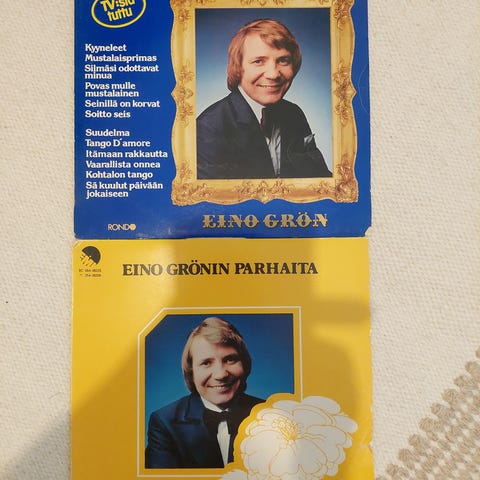 TV:stä
tuttu
Kyyneleet
Mustalaisprimas
Silmäsi odottavat
minua
Povas mulle
mustalainen
Seinillä on korvat
Soitto seis
Suudelma
Tango D'amore
Itämaan rakkautta
Vaarallista onnea
Kohtalon tango
Sä kuulut päivään
jokaiseen
RONDO
EINO GRÖN
EINO GRÖNIN PARHAITA